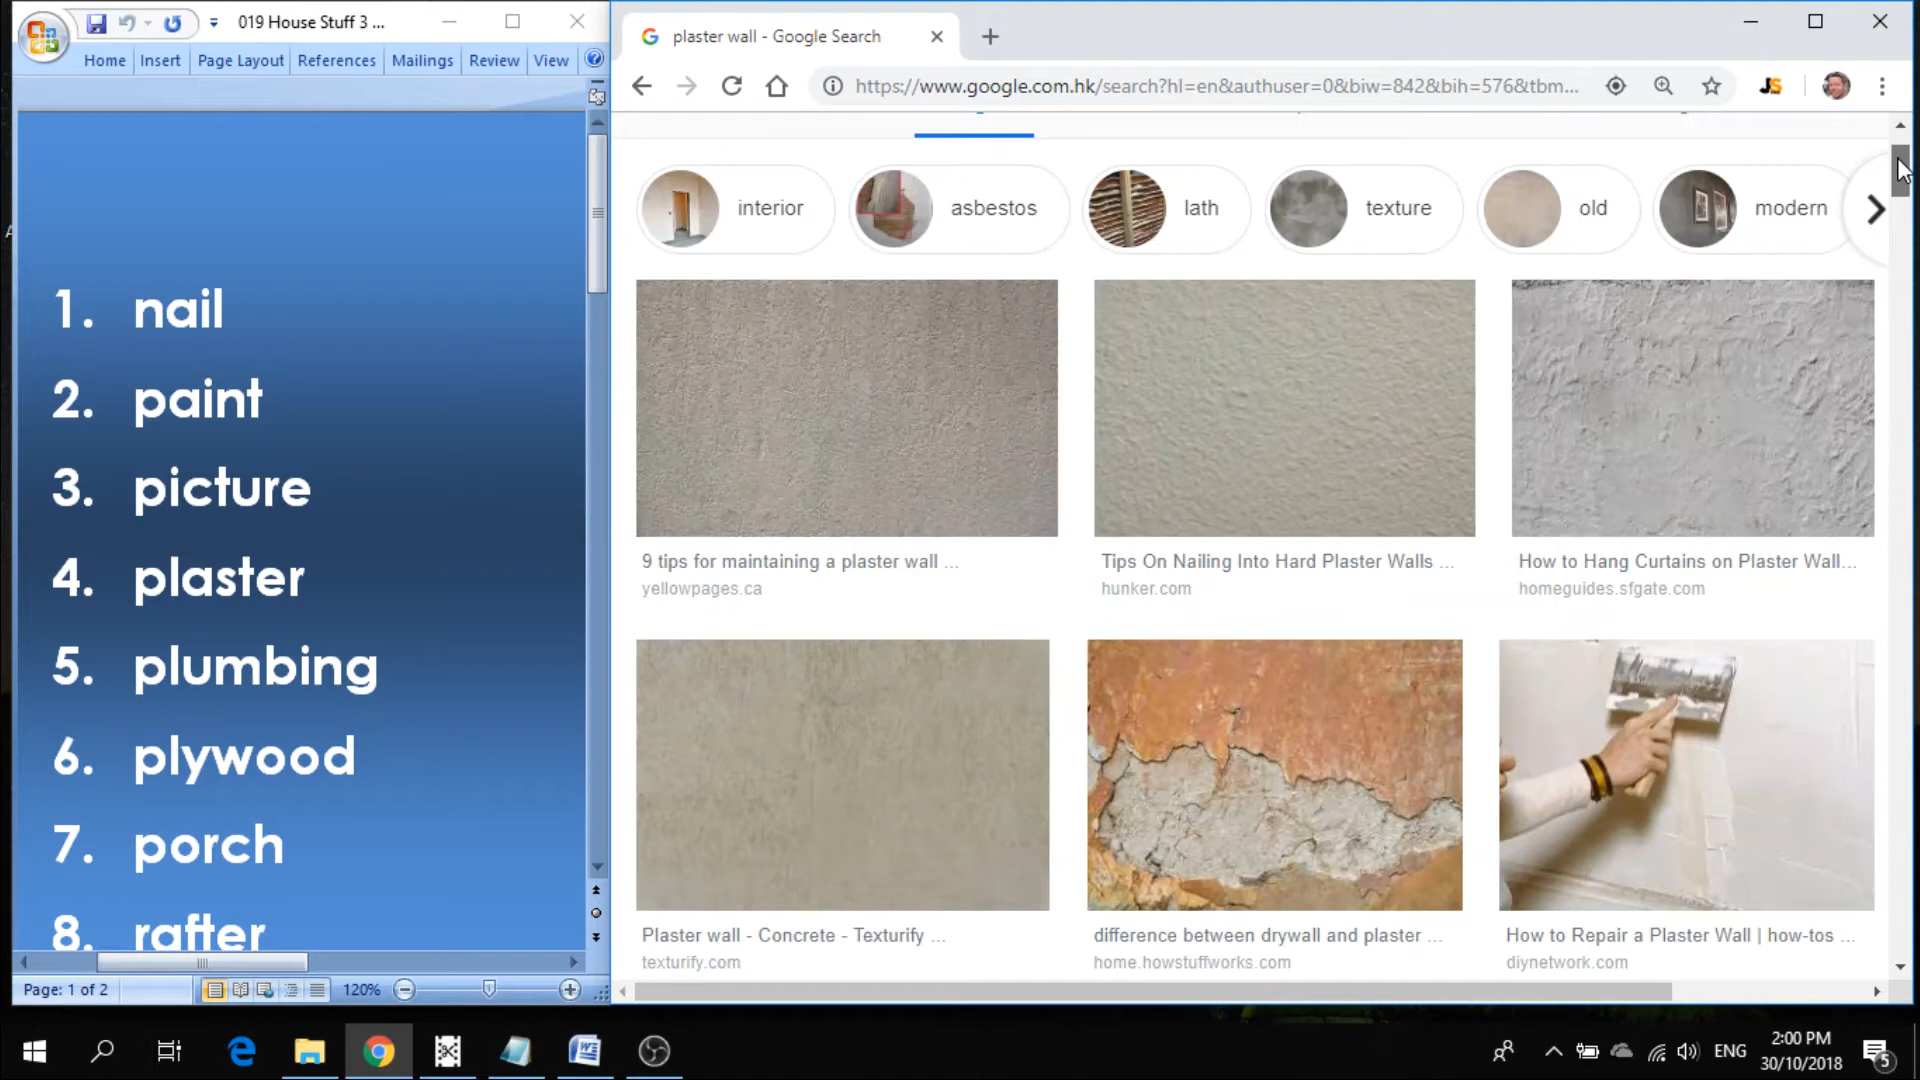 019 House Stuff 3 ...
Home Insert Page Layout References Mailings Review View
1. nail
2. paint
3. picture
4. plaster
5. plumbing
6. plywood
7. porch
8. rafter
Page: 1 of 2
120%
plaster wall - Google Search
https://www.google.com.hk/search?hl=en&authuser=0&biw=842&bih=576&tbm...
JS
interior
asbestos
lath
texture
old
modern
9 tips for maintaining a plaster wall ...
yellowpages.ca
Tips On Nailing Into Hard Plaster Walls ...
hunker.com
How to Hang Curtains on Plaster Wall...
homeguides.sfgate.com
Plaster wall - Concrete - Texturify ...
texturify.com
difference between drywall and plaster ...
home.howstuffworks.com
How to Repair a Plaster Wall | how-tos ...
diynetwork.com
ENG
2:00 PM
30/10/2018
5